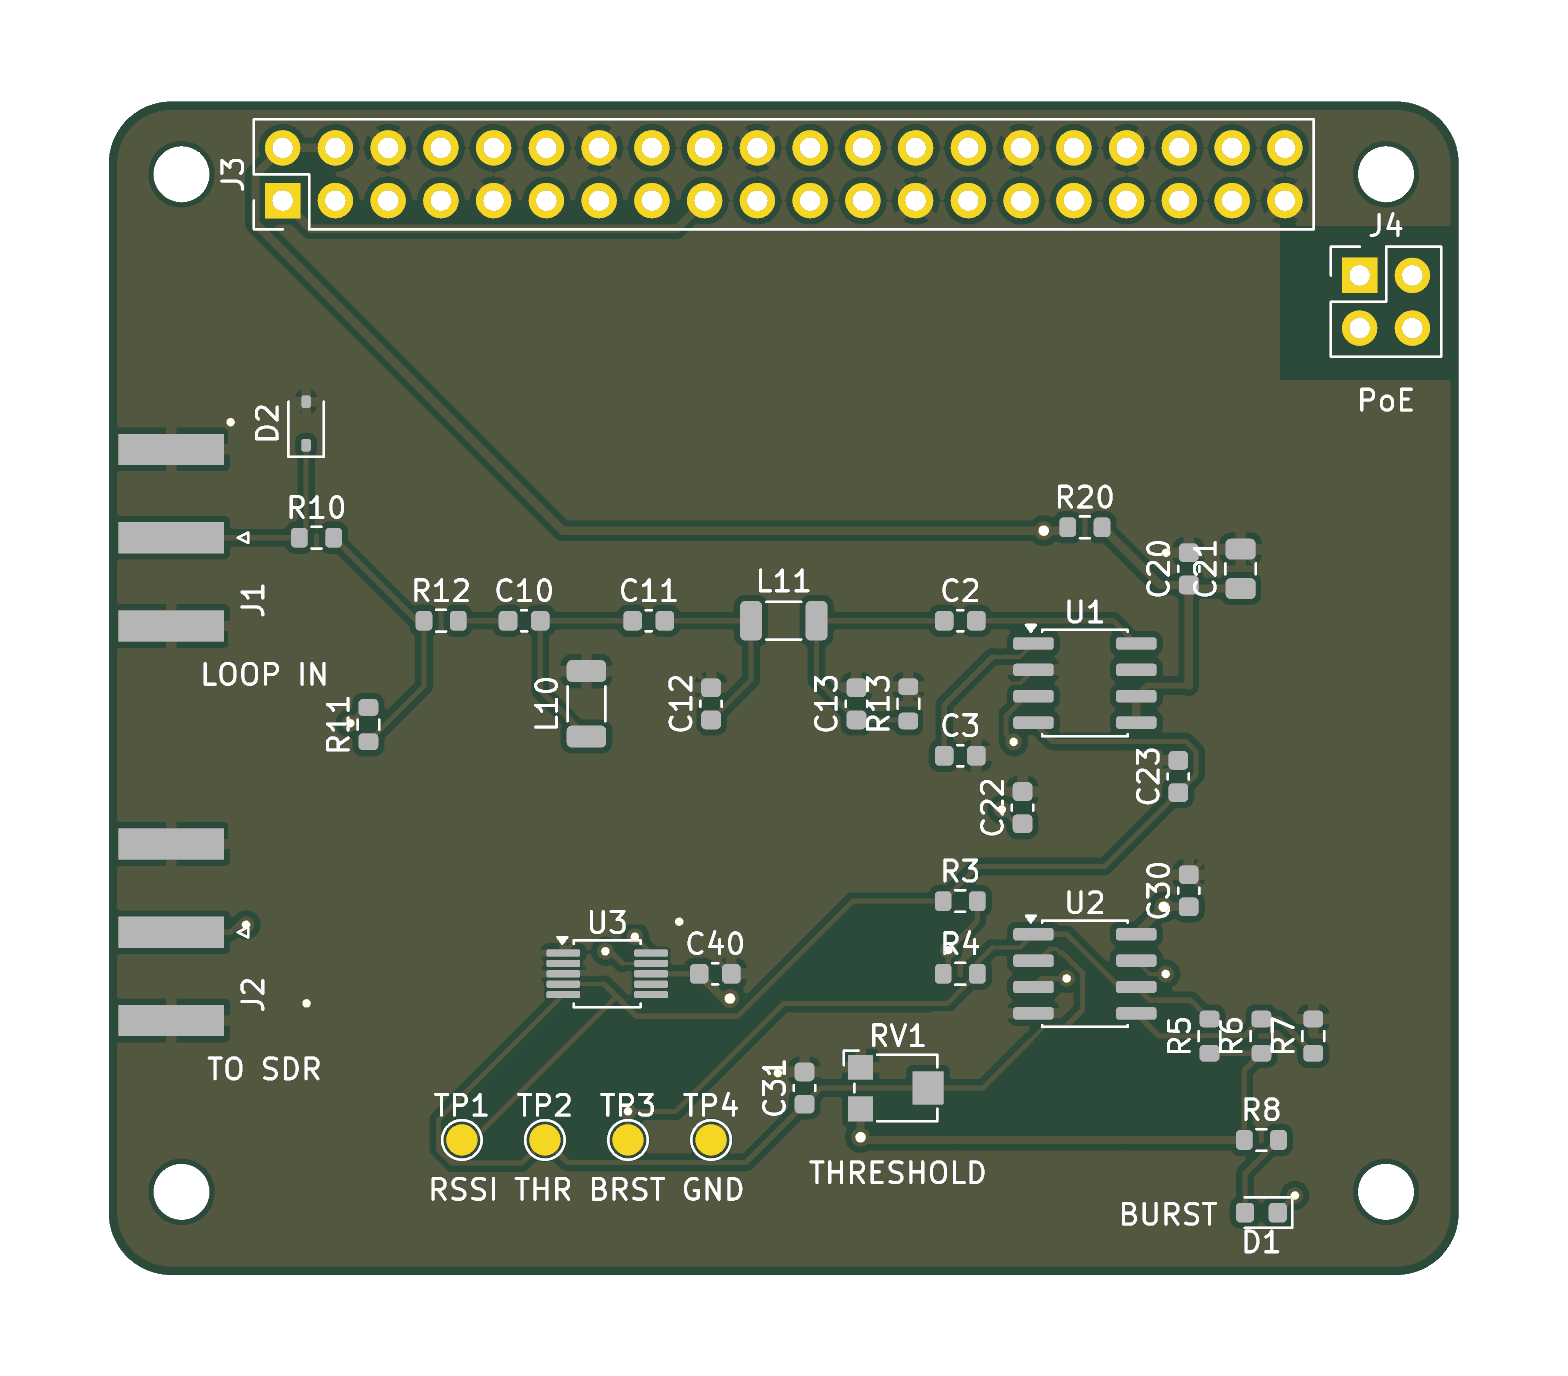 J3
J4
PoE
D2
R10
R20
C20
C21
J1
R12
C10
C11
L11
C2
U1
LOOP IN
R11
L10
C12
C13
R13
C3
C23
C22
R3
C30
U3
U2
C40
R4
J2
RV1
R5
R6
R7
TO SDR
C31
TP1
TP2
TP3
TP4
R8
THRESHOLD
RSSI THR BRST GND
BURST
D1